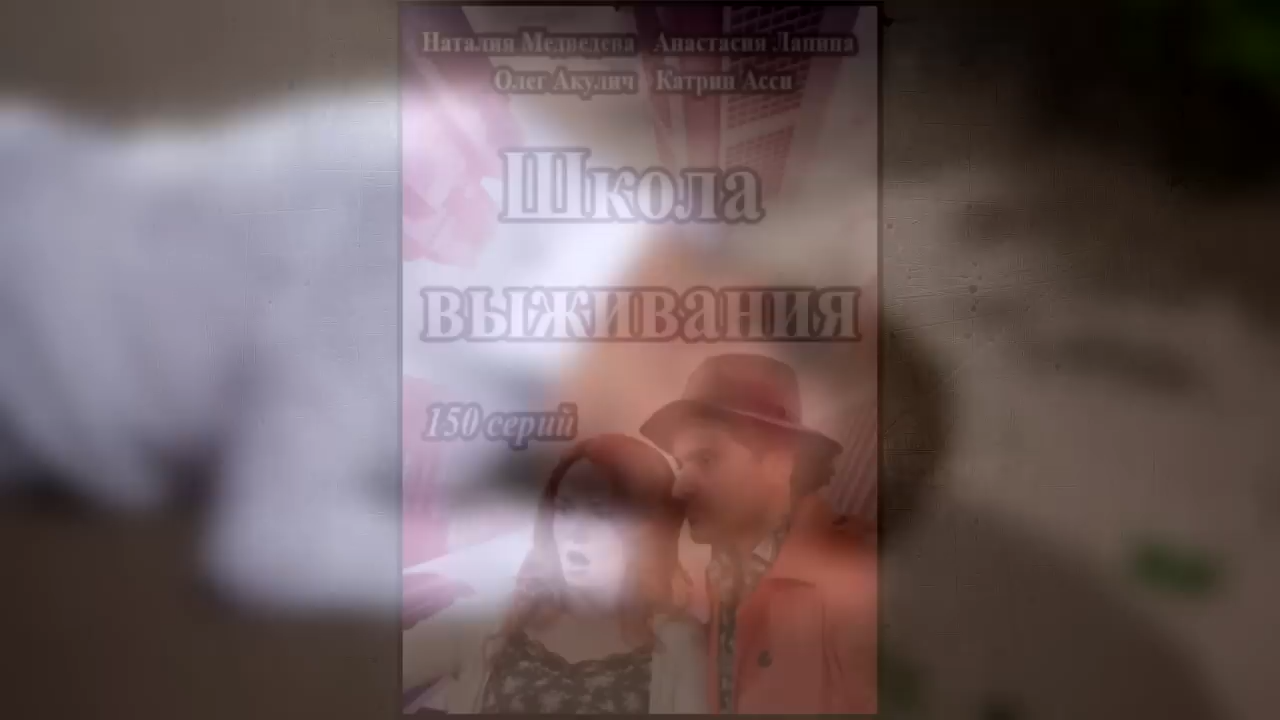 Наталия Медведева Анастасия Лапина
Олег Акулич Катрин Асси
Школа
выживания
150 серий